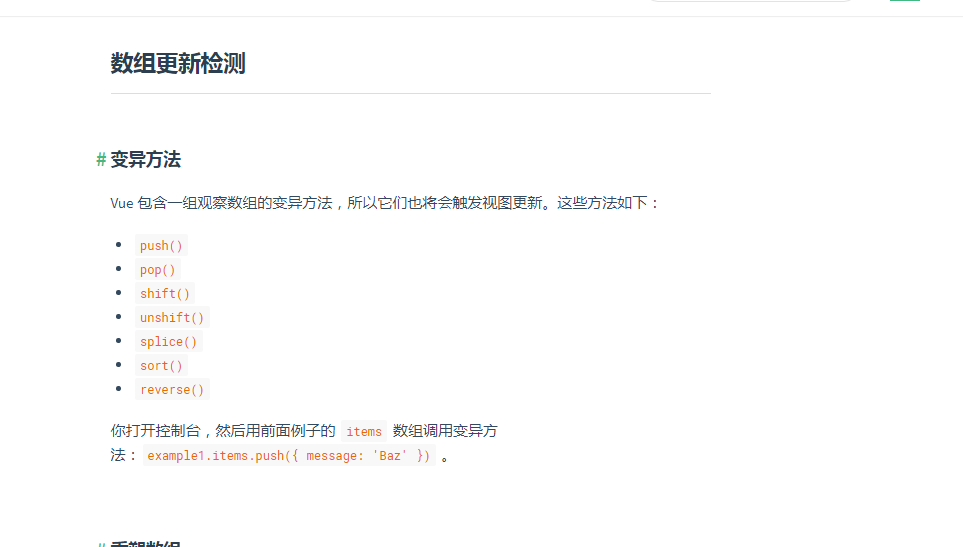 数组更新检测
# 变异方法
Vue 包含一组观察数组的变异方法，所以它们也将会触发视图更新。这些方法如下：
push()
pop()
shift()
unshift()
splice()
sort()
reverse()
你打开控制台，然后用前面例子的 items 数组调用变异方
法： example1.items.push({ message: 'Baz' }) 。
# 重塑数组